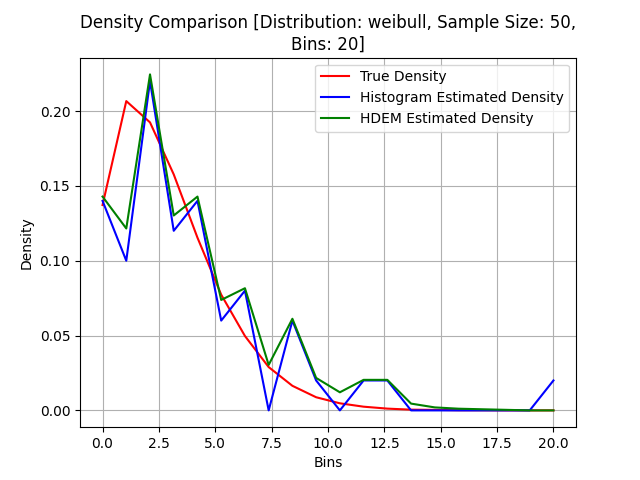 Density Comparison [Distribution: weibull, Sample Size: 50,
Bins: 20]
True Density
Histogram Estimated Density
HDEM Estimated Density
Density
0.20
0.15
0.10
0.05
0.00
0.0 2.5 5.0 7.5 10.0 12.5 15.0 17.5 20.0
Bins